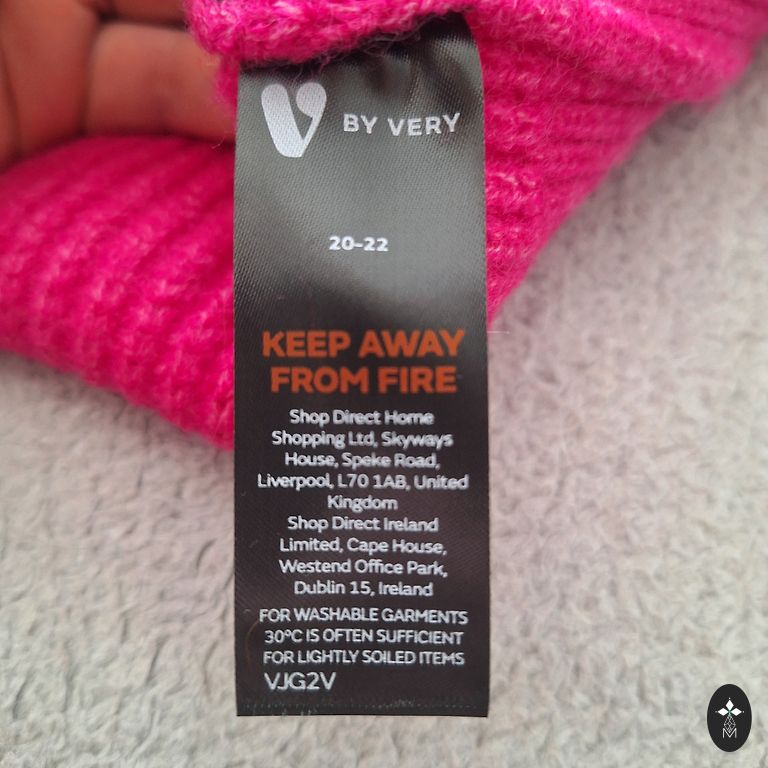 V BY VERY
20-22
KEEP AWAY
FROM FIRE
Shop Direct Home
Shopping Ltd, Skyways
House, Speke Road,
Liverpool, L70 1AB, United
Kingdom
Shop Direct Ireland
Limited, Cape House,
Westend Office Park,
Dublin 15, Ireland
FOR WASHABLE GARMENTS
30°C IS OFTEN SUFFICIENT
FOR LIGHTLY SOILED ITEMS
VJG2V
M